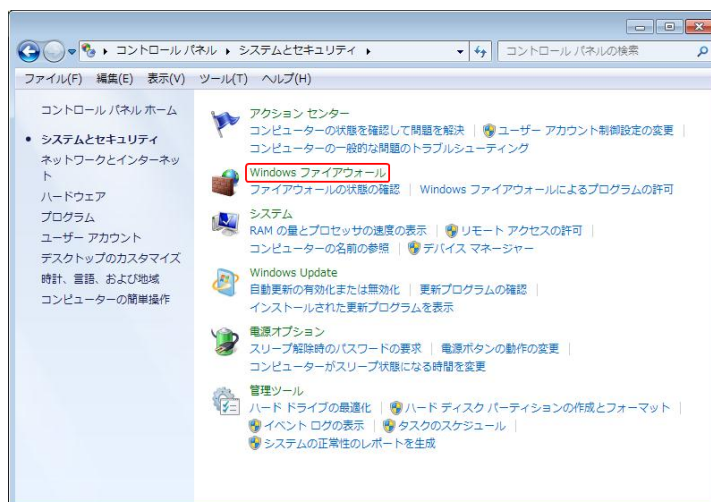 コントロール パネル ▸ システムとセキュリティ ▸
コントロール パネルの検索
ファイル(F) 編集(E) 表示(V) ツール(T) ヘルプ(H)
コントロール パネル ホーム
システムとセキュリティ
ネットワークとインターネッ
ト
ハードウェア
プログラム
ユーザー アカウント
デスクトップのカスタマイズ
時計、言語、および地域
コンピューターの簡単操作
アクション センター
コンピューターの状態を確認して問題を解決 | ユーザー アカウント制御設定の変更 |
コンピューターの一般的な問題のトラブルシューティング
Windows ファイアウォール
ファイアウォールの状態の確認 | Windows ファイアウォールによるプログラムの許可
システム
RAM の量とプロセッサの速度の表示 | リモート アクセスの許可 |
コンピューターの名前の参照 | デバイス マネージャー
Windows Update
自動更新の有効化または無効化 | 更新プログラムの確認 |
インストールされた更新プログラムを表示
電源オプション
スリープ解除時のパスワードの要求 | 電源ボタンの動作の変更 |
コンピューターがスリープ状態になる時間を変更
管理ツール
ハード ドライブの最適化 | ハード ディスク パーティションの作成とフォーマット |
イベント ログの表示 | タスクのスケジュール |
システムの正常性のレポートを生成